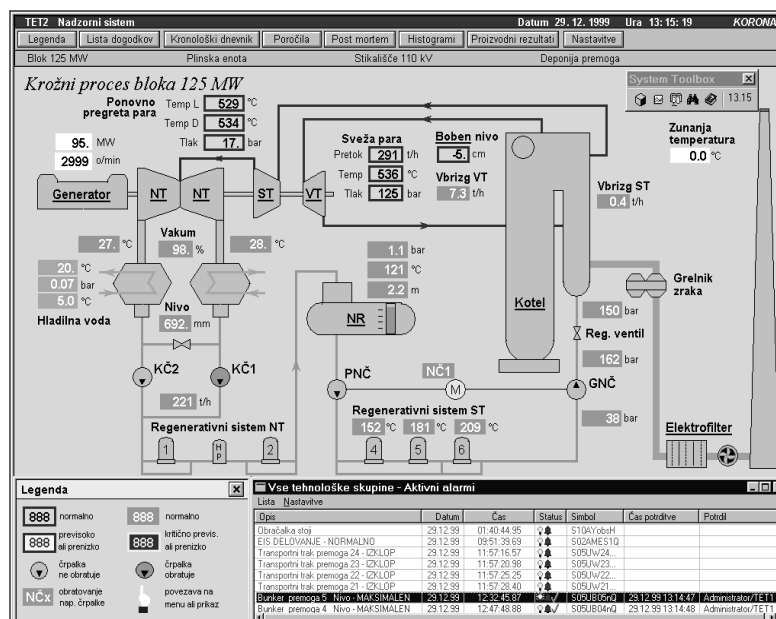 TET2 Nadzorni sistem Datum 29.12.1999 Ura 13:15:19 KORONA
Legenda Lista dogodkov Kronološki dnevnik Poročila Post mortem Histogrami Proizvodni rezultati Nastavitve
Blok 125 MW Plinska enota Stikališče 110 kV Deponija premoga
Krožni proces bloka 125 MW
System Toolbox
13.15
Ponovno
pregreta para
Temp L 529 °C
Temp D 534 °C
Tlak 17. bar
95. MW
2999 o/min
Sveža para
Pretok 291 t/h
Temp 536 °C
Tlak 125 bar
Boben nivo
-5. cm
Vbrizg VT
7.3 t/h
Zunanja
temperatura
0.0 °C
Vbrizg ST
0.4 t/h
Generator
NT
NT
ST
VT
27. °C
Vakum
98. %
28. °C
20. °C
0.07 bar
5.0 °C
Hladilna voda
Nivo
692. mm
1.1 bar
121 °C
2.2 m
NR
Kotel
Grelnik
zraka
150 bar
Reg. ventil
162 bar
KČ2
KČ1
221 t/h
PNČ
NČ1
M
GNČ
38 bar
Regenerativni sistem NT
1
H
P
2
Regenerativni sistem ST
152 °C 181 °C 209 °C
4
5
6
Elektrofilter
Legenda
888 normalno
888 normalno
888 previsoko
ali prenizko
888 kritično previs.
ali prenizko
črpalka
ne obratuje
črpalka
obratuje
NČx obratovanje
nap. črpalke
povezava na
menu ali prikaz
Vse tehnološke skupine - Aktivni alarmi
Lista Nastavitve
Opis Datum Čas Status Simbol Čas potrditve Potrdil
Obračalka stoji 29.12.99 01:40:44.95 S10AYobsH
EIS DELOVANJE - NORMALNO 29.12.99 09:51:39.69 S02AMES1Q
Transportni trak premoga 24 - IZKLOP 29.12.99 11:57:16.57 S05UW24...
Transportni trak premoga 23 - IZKLOP 29.12.99 11:57:20.98 S05UW23...
Transportni trak premoga 22 - IZKLOP 29.12.99 11:57:25.25 S05UW22...
Transportni trak premoga 21 - IZKLOP 29.12.99 11:57:28.40 S05UW21...
Bunker premoga 5 Nivo - MAKSIMALEN 29.12.99 12:32:45.87 S05UB05nQ 29.12.99 13:14:47 Administrator/TET1
Bunker premoga 4 Nivo - MAKSIMALEN 29.12.99 12:47:48.88 S05UB04nQ 29.12.99 13:14:48 Administrator/TET1